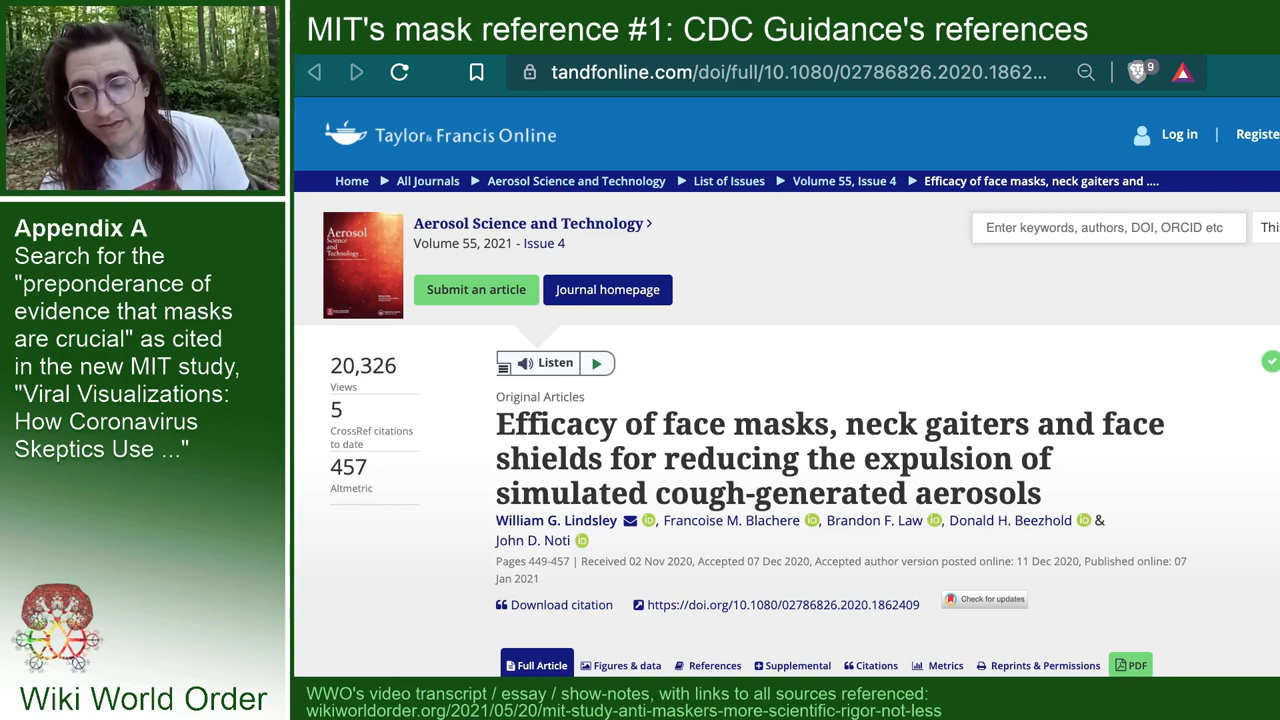 MIT's mask reference #1: CDC Guidance's references
tandfonline.com/doi/full/10.1080/02786826.2020.1862...
9
Taylor & Francis Online
Log in | Registe
Home ▶ All Journals ▶ Aerosol Science and Technology ▶ List of Issues ▶ Volume 55, Issue 4 ▶ Efficacy of face masks, neck gaiters and ....
Aerosol
Science
and
Technology
Aerosol Science and Technology >
Volume 55, 2021 - Issue 4
Enter keywords, authors, DOI, ORCID etc
Thi
Submit an article
Journal homepage
Appendix A
Search for the
"preponderance of
evidence that masks
are crucial" as cited
in the new MIT study,
"Viral Visualizations:
How Coronavirus
Skeptics Use ..."
20,326
Views
5
CrossRef citations
to date
457
Altmetric
Listen
Original Articles
Efficacy of face masks, neck gaiters and face
shields for reducing the expulsion of
simulated cough-generated aerosols
William G. Lindsley, Francoise M. Blachere, Brandon F. Law, Donald H. Beezhold &
John D. Noti
Pages 449-457 | Received 02 Nov 2020, Accepted 07 Dec 2020, Accepted author version posted online: 11 Dec 2020, Published online: 07
Jan 2021
Download citation
https://doi.org/10.1080/02786826.2020.1862409
Check for updates
Full Article
Figures & data
References
Supplemental
Citations
Metrics
Reprints & Permissions
PDF
Wiki World Order
WWO's video transcript / essay / show-notes, with links to all sources referenced:
wikiworldorder.org/2021/05/20/mit-study-anti-maskers-more-scientific-rigor-not-less